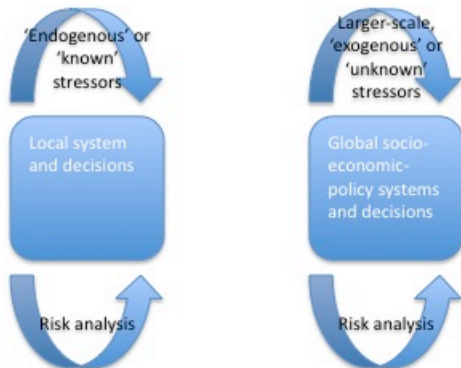 ‘Endogenous’ or
‘known’
stressors
Local system
and decisions
Risk analysis
Larger-scale,
‘exogenous’ or
‘unknown’
stressors
Global socio-
economic-
policy systems
and decisions
Risk analysis